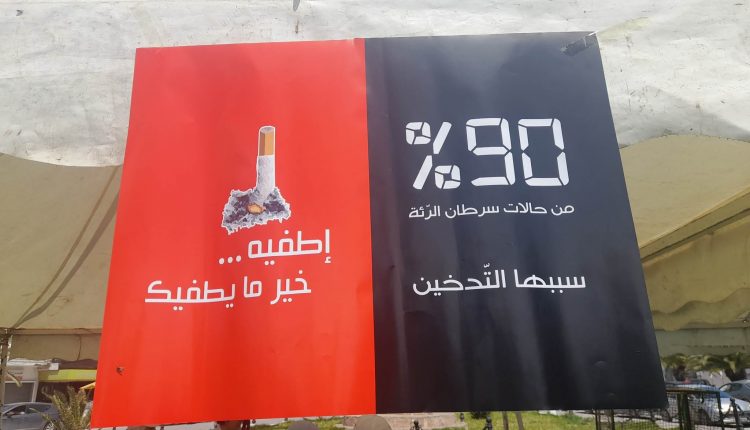 %90
من حالات سرطان الرّئة
سببها التّدخين
إطفيه ...
خير ما يطفيك